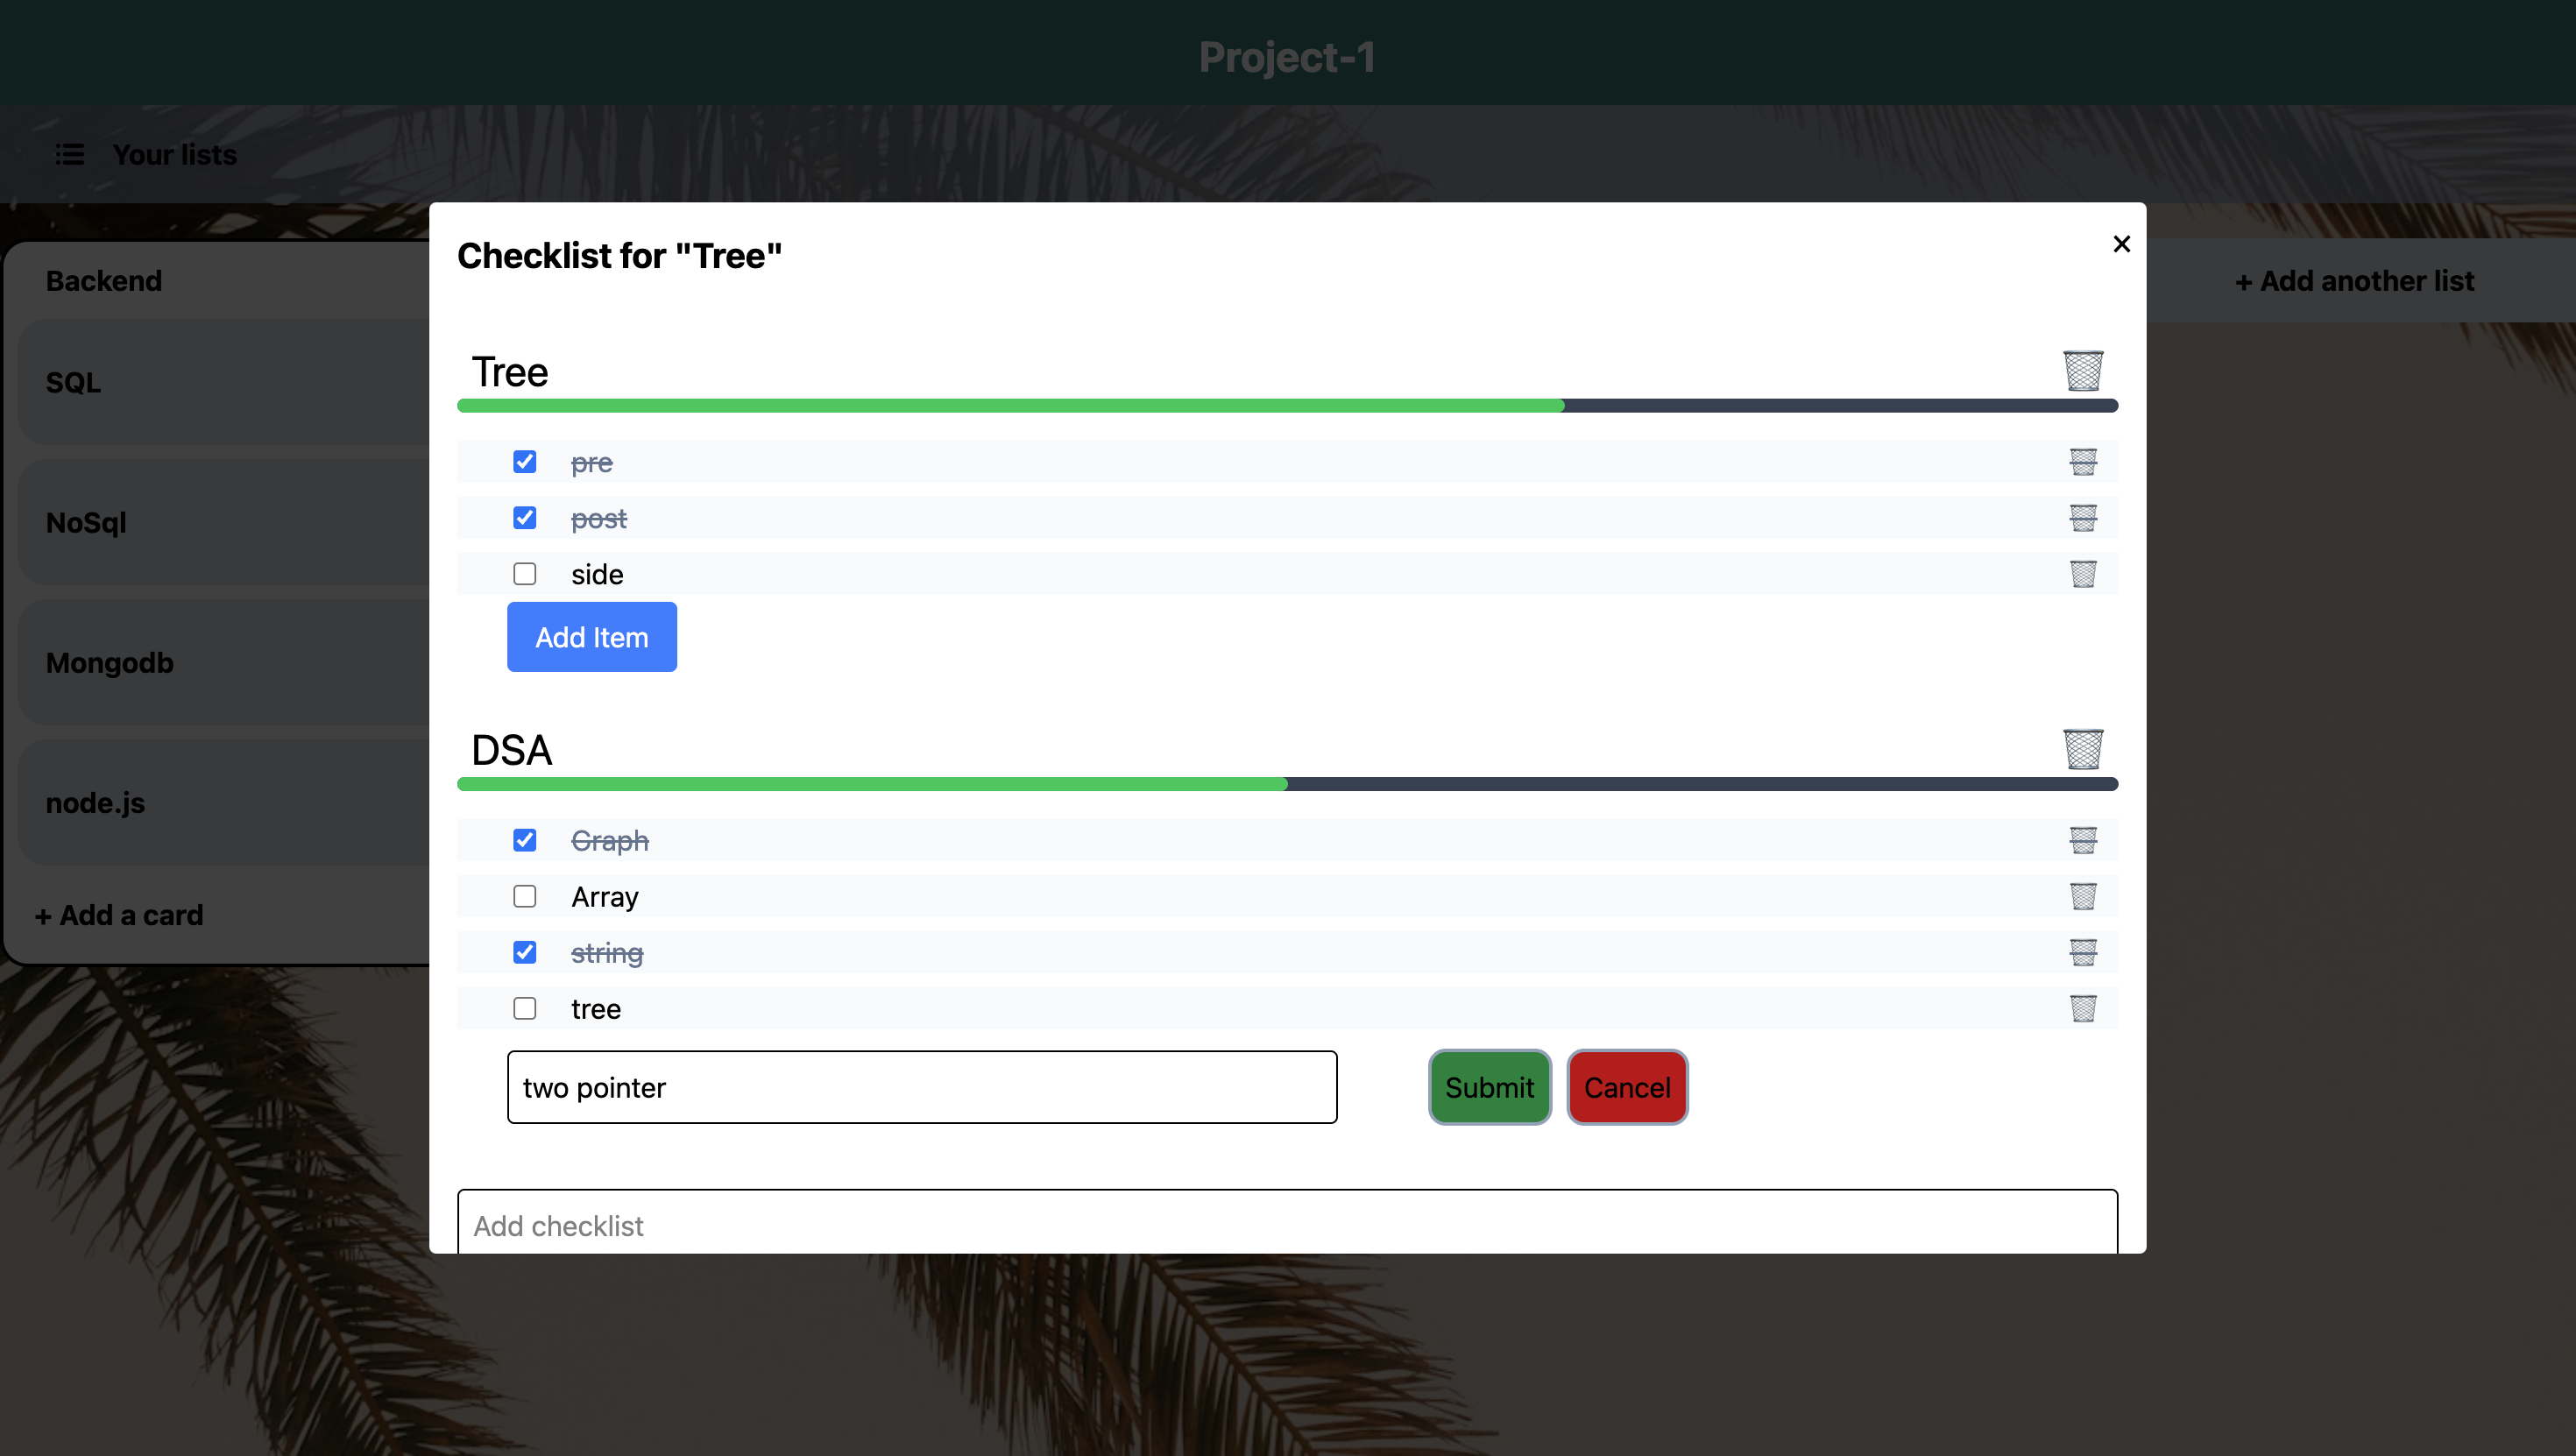 Project-1
Your lists
Backend
SQL
NoSql
Mongodb
node.js
+ Add a card
+ Add another list
Checklist for "Tree"
×
Tree
pre
post
side
Add Item
DSA
Graph
Array
string
tree
two pointer
Submit
Cancel
Add checklist